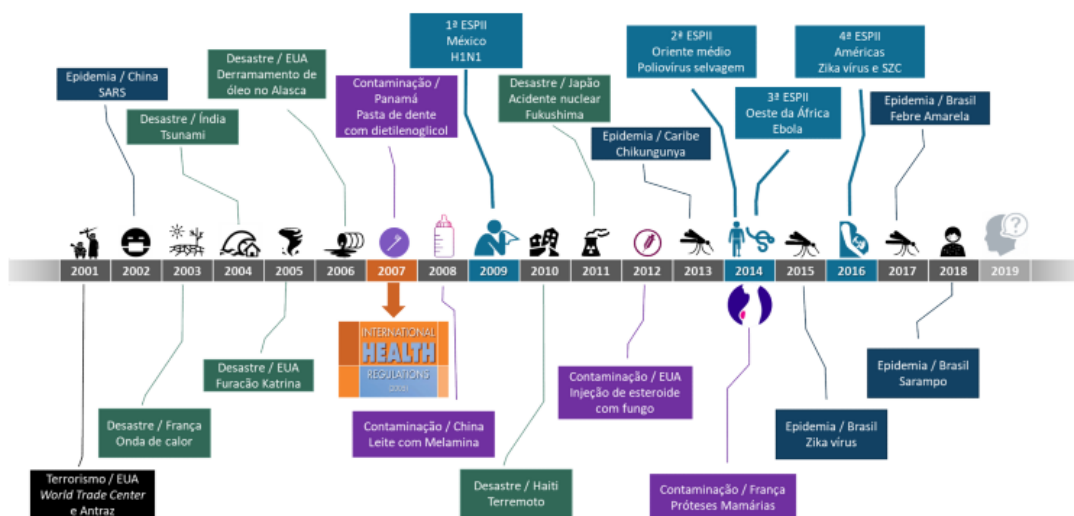 1ª ESPII
México
H1N1
2ª ESPII
Oriente médio
Poliovírus selvagem
4ª ESPII
Américas
Zika vírus e SZC
Desastre / EUA
Derramamento de
óleo no Alasca
Epidemia / China
SARS
Contaminação /
Panamá
Pasta de dente
com dietilenoglicol
Desastre / Japão
Acidente nuclear
Fukushima
3ª ESPII
Oeste da África
Ebola
Epidemia / Brasil
Febre Amarela
Desastre / Índia
Tsunami
Epidemia / Caribe
Chikungunya
?
2001
2002
2003
2004
2005
2006
2007
2008
2009
2010
2011
2012
2013
2014
2015
2016
2017
2018
2019
INTERNATIONAL
HEALTH
REGULATIONS
(2005)
Desastre / EUA
Furacão Katrina
Epidemia / Brasil
Sarampo
Contaminação / EUA
Injeção de esteroide
com fungo
Desastre / França
Onda de calor
Contaminação / China
Leite com Melamina
Epidemia / Brasil
Zika vírus
Terrorismo / EUA
World Trade Center
e Antraz
Desastre / Haiti
Terremoto
Contaminação / França
Próteses Mamárias